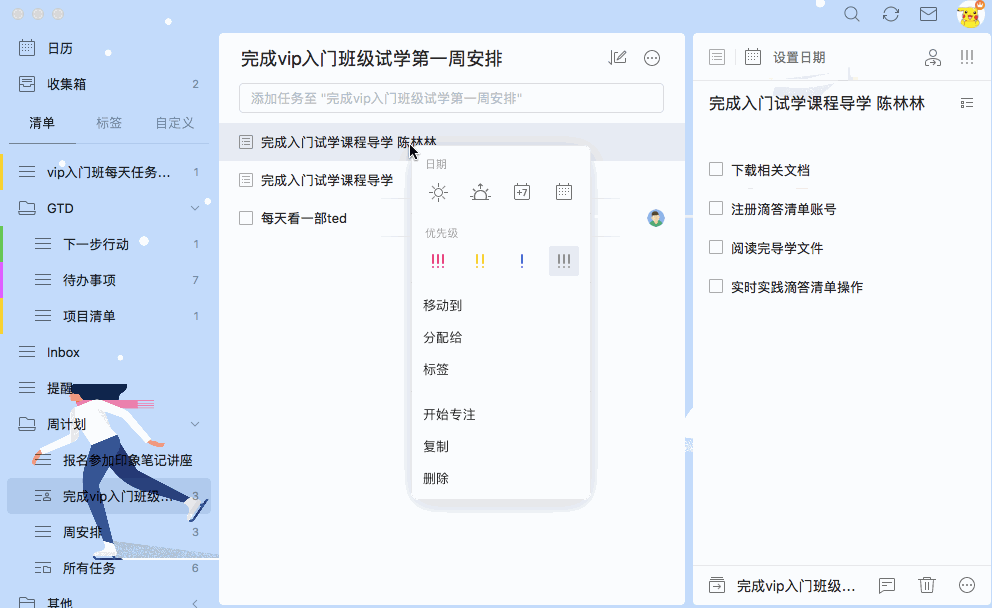 日历
收集箱 2
清单 标签 自定义
vip入门班每天任务... 1
GTD
下一步行动 1
待办事项 7
项目清单 1
Inbox
提醒
周计划
报名参加印象笔记讲座
完成vip入门班级... 3
周安排 3
所有任务 6
其他
完成vip入门班级试学第一周安排
添加任务至 "完成vip入门班级试学第一周安排"
完成入门试学课程导学 陈林林
完成入门试学课程导学
每天看一部ted
日期
+7
优先级
移动到
分配给
标签
开始专注
复制
删除
设置日期
完成入门试学课程导学 陈林林
下载相关文档
注册滴答清单账号
阅读完导学文件
实时实践滴答清单操作
完成vip入门班级...